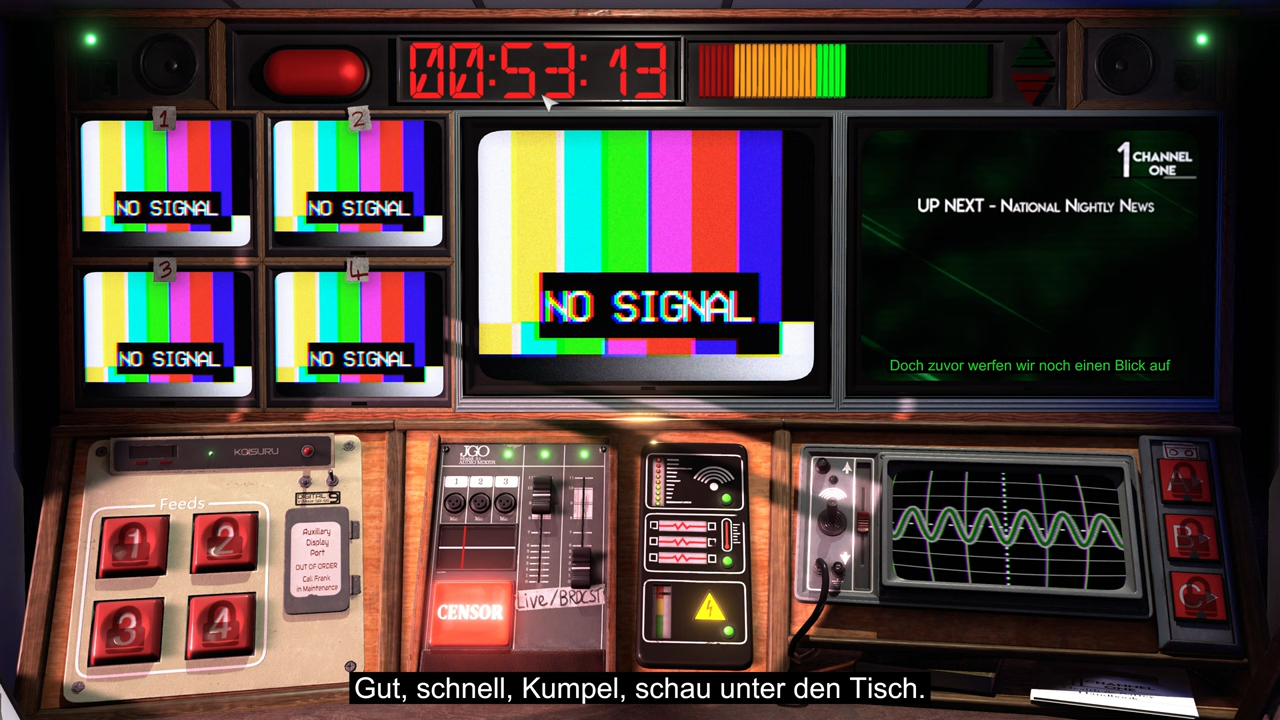 00:53:13
1
2
NO SIGNAL
NO SIGNAL
3
4
NO SIGNAL
NO SIGNAL
NO SIGNAL
1 CHANNEL
ONE
UP NEXT - NATIONAL NIGHTLY NEWS
Doch zuvor werfen wir noch einen Blick auf
KAISURU
Feeds
1
2
3
4
Auxillary
Display
Port
OUT OF ORDER
Call Frank
in Maintenance
JGO
1 2 3
CENSOR
Live/BRDCST
A
B
C
Gut, schnell, Kumpel, schau unter den Tisch.